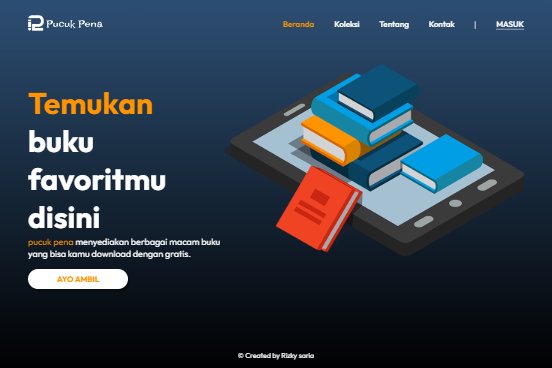 Pucuk Pena
Beranda Koleksi Tentang Kontak | MASUK
Temukan
buku
favoritmu
disini
pucuk pena menyediakan berbagai macam buku
yang bisa kamu download dengan gratis.
AYO AMBIL
© Created by Rizky saria